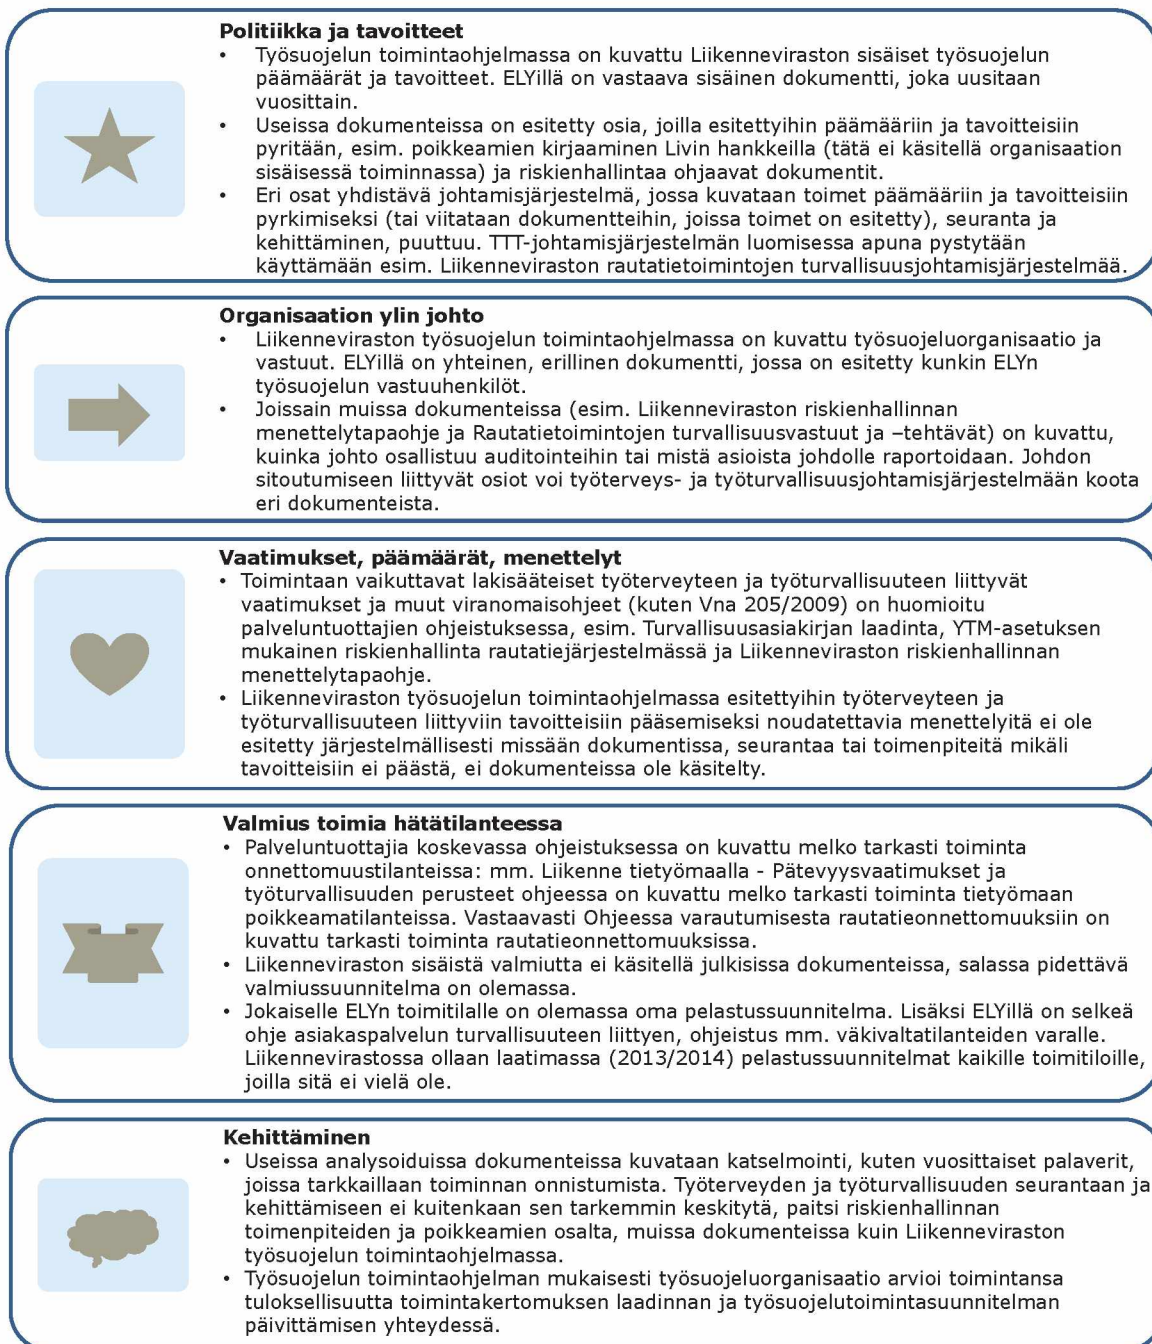 Politiikka ja tavoitteet
• Työsuojelun toimintaohjelmassa on kuvattu Liikenneviraston sisäiset työsuojelun
päämäärät ja tavoitteet. ELYillä on vastaava sisäinen dokumentti, joka uusitaan
vuosittain.
• Useissa dokumenteissa on esitetty osia, joilla esitettyihin päämääriin ja tavoitteisiin
pyritään, esim. poikkeamien kirjaaminen Livin hankkeilla (tätä ei käsitellä organisaation
sisäisessä toiminnassa) ja riskienhallintaa ohjaavat dokumentit.
• Eri osat yhdistävä johtamisjärjestelmä, jossa kuvataan toimet päämääriin ja tavoitteisiin
pyrkimiseksi (tai viitataan dokumentteihin, joissa toimet on esitetty), seuranta ja
kehittäminen, puuttuu. TTT-johtamisjärjestelmän luomisessa apuna pystytään
käyttämään esim. Liikenneviraston rautatietoimintojen turvallisuusjohtamisjärjestelmää.
Organisaation ylin johto
• Liikenneviraston työsuojelun toimintaohjelmassa on kuvattu työsuojeluorganisaatio ja
vastuut. ELYillä on yhteinen, erillinen dokumentti, jossa on esitetty kunkin ELYn
työsuojelun vastuuhenkilöt.
• Joissain muissa dokumenteissa (esim. Liikenneviraston riskienhallinnan
menettelytapaohje ja Rautatietoimintojen turvallisuusvastuut ja –tehtävät) on kuvattu,
kuinka johto osallistuu auditointeihin tai mistä asioista johdolle raportoidaan. Johdon
sitoutumiseen liittyvät osiot voi työterveys- ja työturvallisuusjohtamisjärjestelmään koota
eri dokumenteista.
Vaatimukset, päämäärät, menettelyt
• Toimintaan vaikuttavat lakisääteiset työterveyteen ja työturvallisuuteen liittyvät
vaatimukset ja muut viranomaisohjeet (kuten Vna 205/2009) on huomioitu
palveluntuottajien ohjeistuksessa, esim. Turvallisuusasiakirjan laadinta, YTM-asetuksen
mukainen riskienhallinta rautatiejärjestelmässä ja Liikenneviraston riskienhallinnan
menettelytapaohje.
• Liikenneviraston työsuojelun toimintaohjelmassa esitettyihin työterveyteen ja
työturvallisuuteen liittyviin tavoitteisiin pääsemiseksi noudatettavia menettelyitä ei ole
esitetty järjestelmällisesti missään dokumentissa, seurantaa tai toimenpiteitä mikäli
tavoitteisiin ei päästä, ei dokumenteissa ole käsitelty.
Valmius toimia hätätilanteessa
• Palveluntuottajia koskevassa ohjeistuksessa on kuvattu melko tarkasti toiminta
onnettomuustilanteissa: mm. Liikenne tietyömaalla - Pätevyysvaatimukset ja
työturvallisuuden perusteet ohjeessa on kuvattu melko tarkasti toiminta tietyömaan
poikkeamatilanteissa. Vastaavasti Ohjeessa varautumisesta rautatieonnettomuuksiin on
kuvattu tarkasti toiminta rautatieonnettomuuksissa.
• Liikenneviraston sisäistä valmiutta ei käsitellä julkisissa dokumenteissa, salassa pidettävä
valmiussuunnitelma on olemassa.
• Jokaiselle ELYn toimitilalle on olemassa oma pelastussuunnitelma. Lisäksi ELYillä on selkeä
ohje asiakaspalvelun turvallisuuteen liittyen, ohjeistus mm. väkivaltatilanteiden varalle.
Liikennevirastossa ollaan laatimassa (2013/2014) pelastussuunnitelmat kaikille toimitiloille,
joilla sitä ei vielä ole.
Kehittäminen
• Useissa analysoiduissa dokumenteissa kuvataan katselmointi, kuten vuosittaiset palaverit,
joissa tarkkaillaan toiminnan onnistumista. Työterveyden ja työturvallisuuden seurantaan ja
kehittämiseen ei kuitenkaan sen tarkemmin keskitytä, paitsi riskienhallinnan
toimenpiteiden ja poikkeamien osalta, muissa dokumenteissa kuin Liikenneviraston
työsuojelun toimintaohjelmassa.
• Työsuojelun toimintaohjelman mukaisesti työsuojeluorganisaatio arvioi toimintansa
tuloksellisuutta toimintakertomuksen laadinnan ja työsuojelutoimintasuunnitelman
päivittämisen yhteydessä.